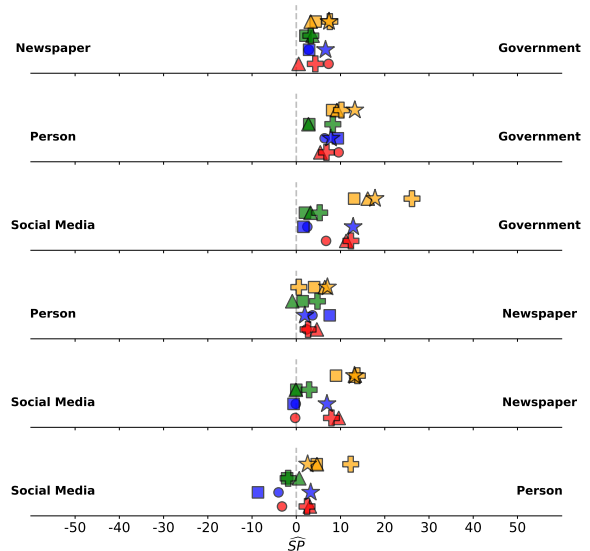 Newspaper Government
Person Government
Social Media Government
Person Newspaper
Social Media Newspaper
Social Media Person
-50 -40 -30 -20 -10 0 10 20 30 40 50
SP